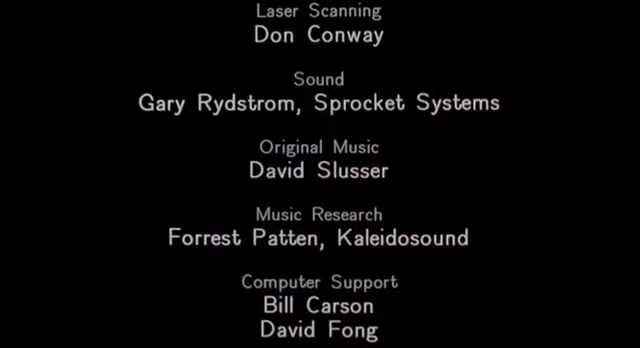 Laser Scanning
Don Conway
Sound
Gary Rydstrom, Sprocket Systems
Original Music
David Slusser
Music Research
Forrest Patten, Kaleidosound
Computer Support
Bill Carson
David Fong